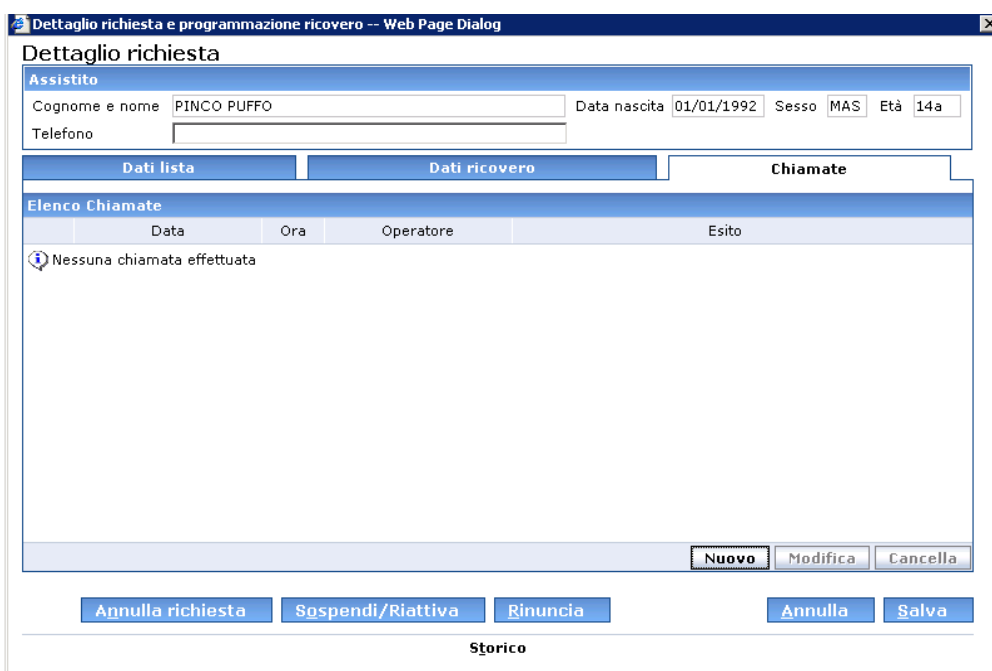 Dettaglio richiesta e programmazione ricovero -- Web Page Dialog
Dettaglio richiesta
Assistito
Cognome e nome PINCO PUFFO Data nascita 01/01/1992 Sesso MAS Età 14a
Telefono
Dati lista Dati ricovero Chiamate
Elenco Chiamate
Data Ora Operatore Esito
Nessuna chiamata effettuata
Nuovo Modifica Cancella
Annulla richiesta Sospendi/Riattiva Rinuncia Annulla Salva
Storico